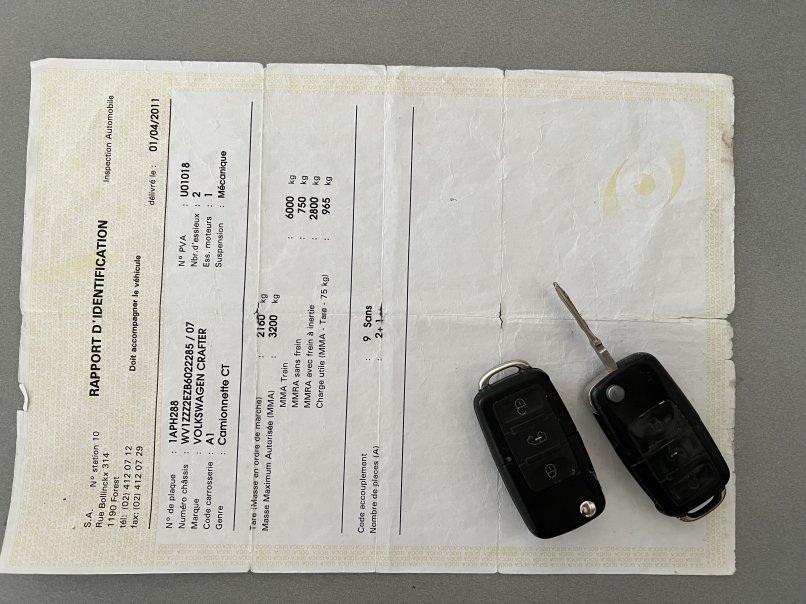 S.A. N° station 10
Rue Bollinckx 314
1190 Forest
tél: (02) 412 07 12
fax: (02) 412 07 29
RAPPORT D'IDENTIFICATION
Inspection Automobile
Doit accompagner le véhicule
délivré le : 01/04/2011
N° de plaque : 1APH288
Numéro châssis : WV1ZZZ2EZB6022285 / 07
Marque : VOLKSWAGEN CRAFTER
Code carrosserie : A1
Genre : Camionnette CT
N° PVA : U01018
Nbr.d'essieux : 2
Ess. moteurs : 1
Suspension : Mécanique
Tare (Masse en ordre de marche) : 2160 kg
Masse Maximum Autorisée (MMA) : 3200 kg
MMA Train : 6000 kg
MMRA sans frein : 750 kg
MMRA avec frein à inertie : 2800 kg
Charge utile (MMA - Tare - 75 kg) : 965 kg
Code accouplement : 9 Sans
Nombre de places (A) : 2+ 1